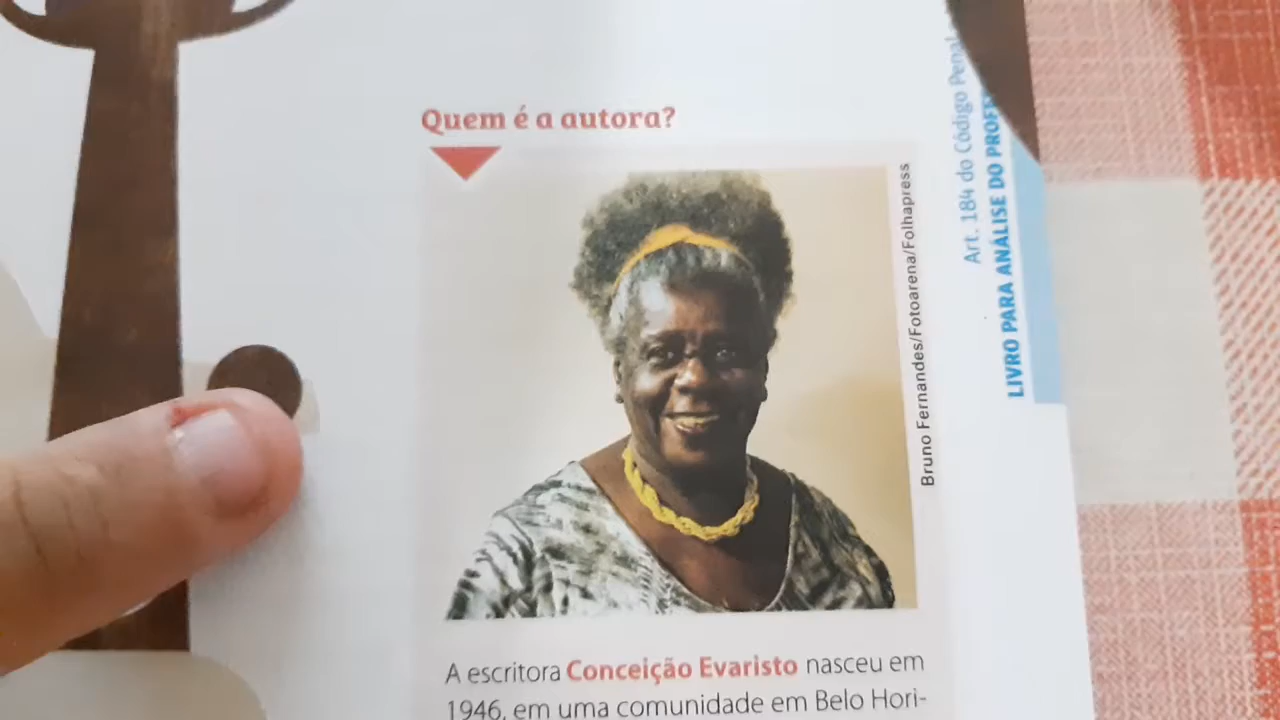 Quem é a autora?
Bruno Fernandes/Fotoarena/Folhapress
Art. 184 do Código Penal
LIVRO PARA ANÁLISE DO
A escritora Conceição Evaristo nasceu em
1946, em uma comunidade em Belo Hori-